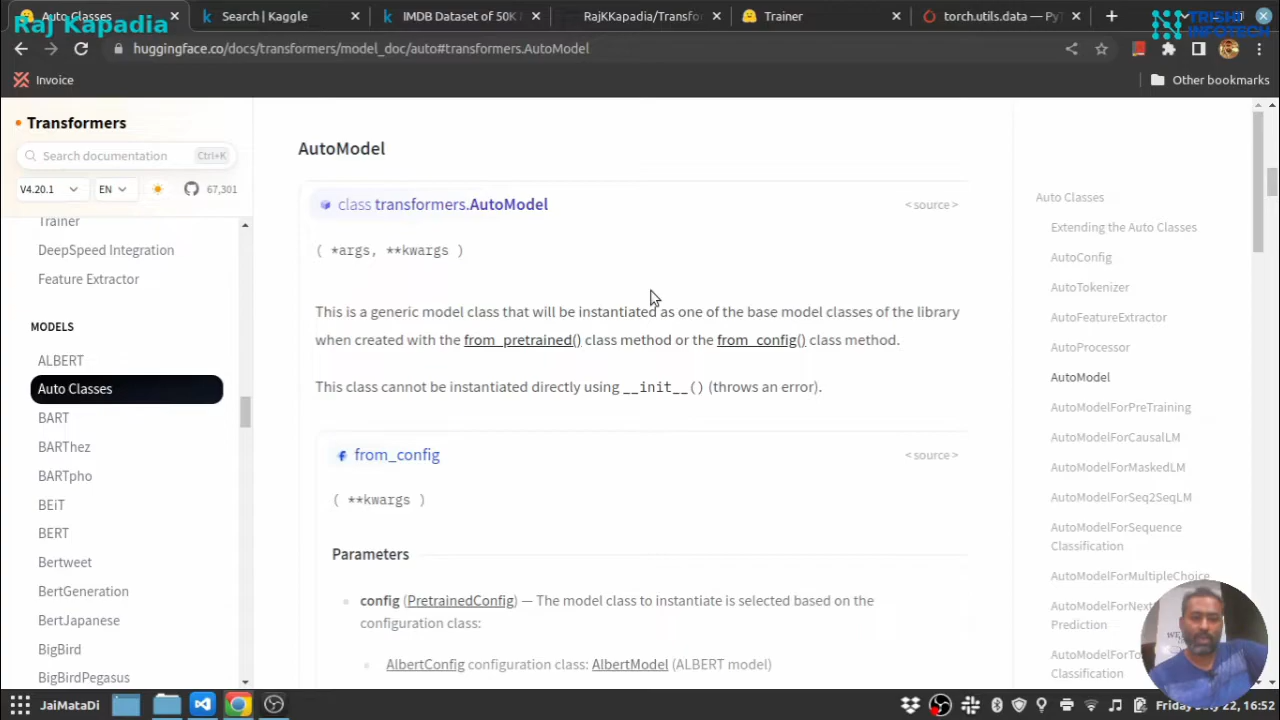 Raj Kapadia
Auto Classes
Search | Kaggle
IMDB Dataset of 50K
RajKKapadia/Transfor
Trainer
torch.utils.data — Py
TRISHI
INFOTECH
huggingface.co/docs/transformers/model_doc/auto#transformers.AutoModel
Invoice
Other bookmarks
Transformers
Search documentation
Ctrl+K
V4.20.1
EN
67,301
Trainer
DeepSpeed Integration
Feature Extractor
MODELS
ALBERT
Auto Classes
BART
BARThez
BARTpho
BEiT
BERT
Bertweet
BertGeneration
BertJapanese
BigBird
BigBirdPegasus
AutoModel
class transformers.AutoModel
< source >
( *args, **kwargs )
This is a generic model class that will be instantiated as one of the base model classes of the library
when created with the from_pretrained() class method or the from_config() class method.
This class cannot be instantiated directly using __init__() (throws an error).
from_config
< source >
( **kwargs )
Parameters
config (PretrainedConfig) — The model class to instantiate is selected based on the
configuration class:
AlbertConfig configuration class: AlbertModel (ALBERT model)
Auto Classes
Extending the Auto Classes
AutoConfig
AutoTokenizer
AutoFeatureExtractor
AutoProcessor
AutoModel
AutoModelForPreTraining
AutoModelForCausalLM
AutoModelForMaskedLM
AutoModelForSeq2SeqLM
AutoModelForSequence
Classification
AutoModelForMultipleChoice
AutoModelForNext
Prediction
AutoModelForTo
Classification
JaiMataDi
Friday July 22, 16:52